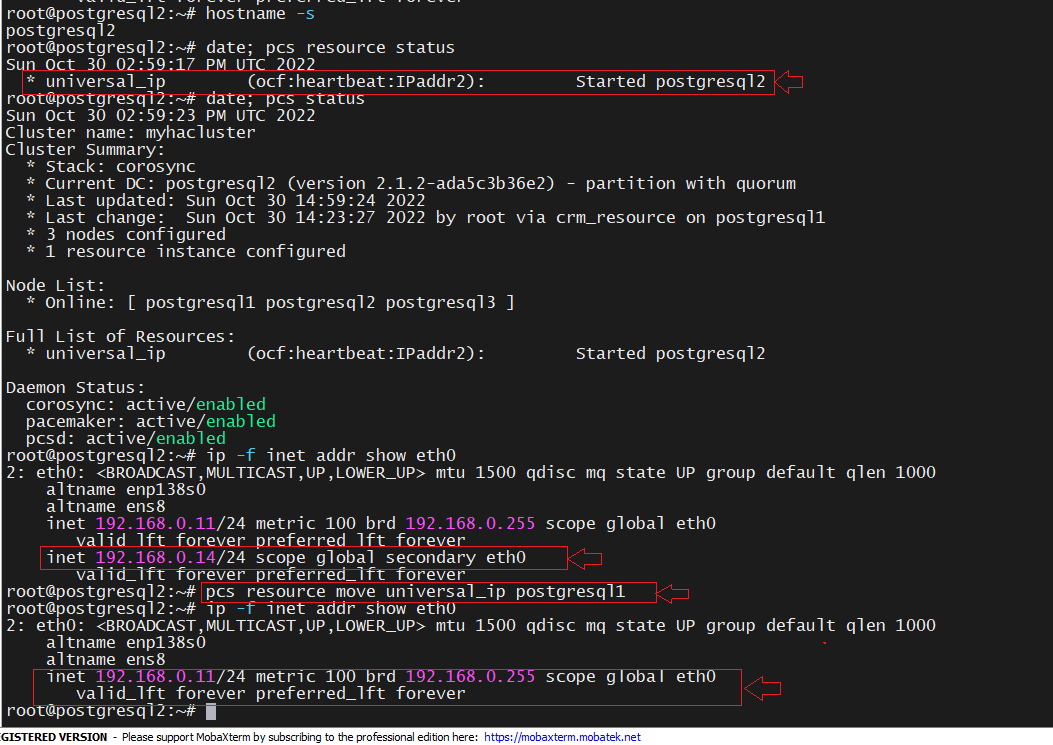 valid_lft forever preferred_lft forever
root@postgresql2:~# hostname -s
postgresql2
root@postgresql2:~# date; pcs resource status
Sun Oct 30 02:59:17 PM UTC 2022
  * universal_ip        (ocf:heartbeat:IPaddr2):         Started postgresql2
root@postgresql2:~# date; pcs status
Sun Oct 30 02:59:23 PM UTC 2022
Cluster name: myhacluster
Cluster Summary:
  * Stack: corosync
  * Current DC: postgresql2 (version 2.1.2-ada5c3b36e2) - partition with quorum
  * Last updated: Sun Oct 30 14:59:24 2022
  * Last change:  Sun Oct 30 14:23:27 2022 by root via crm_resource on postgresql1
  * 3 nodes configured
  * 1 resource instance configured

Node List:
  * Online: [ postgresql1 postgresql2 postgresql3 ]

Full List of Resources:
  * universal_ip        (ocf:heartbeat:IPaddr2):         Started postgresql2

Daemon Status:
  corosync: active/enabled
  pacemaker: active/enabled
  pcsd: active/enabled
root@postgresql2:~# ip -f inet addr show eth0
2: eth0: <BROADCAST,MULTICAST,UP,LOWER_UP> mtu 1500 qdisc mq state UP group default qlen 1000
    altname enp138s0
    altname ens8
    inet 192.168.0.11/24 metric 100 brd 192.168.0.255 scope global eth0
       valid_lft forever preferred_lft forever
    inet 192.168.0.14/24 scope global secondary eth0
       valid_lft forever preferred_lft forever
root@postgresql2:~# pcs resource move universal_ip postgresql1
root@postgresql2:~# ip -f inet addr show eth0
2: eth0: <BROADCAST,MULTICAST,UP,LOWER_UP> mtu 1500 qdisc mq state UP group default qlen 1000
    altname enp138s0
    altname ens8
    inet 192.168.0.11/24 metric 100 brd 192.168.0.255 scope global eth0
       valid_lft forever preferred_lft forever
root@postgresql2:~#
GISTERED VERSION - Please support MobaXterm by subscribing to the professional edition here: https://mobaxterm.mobatek.net